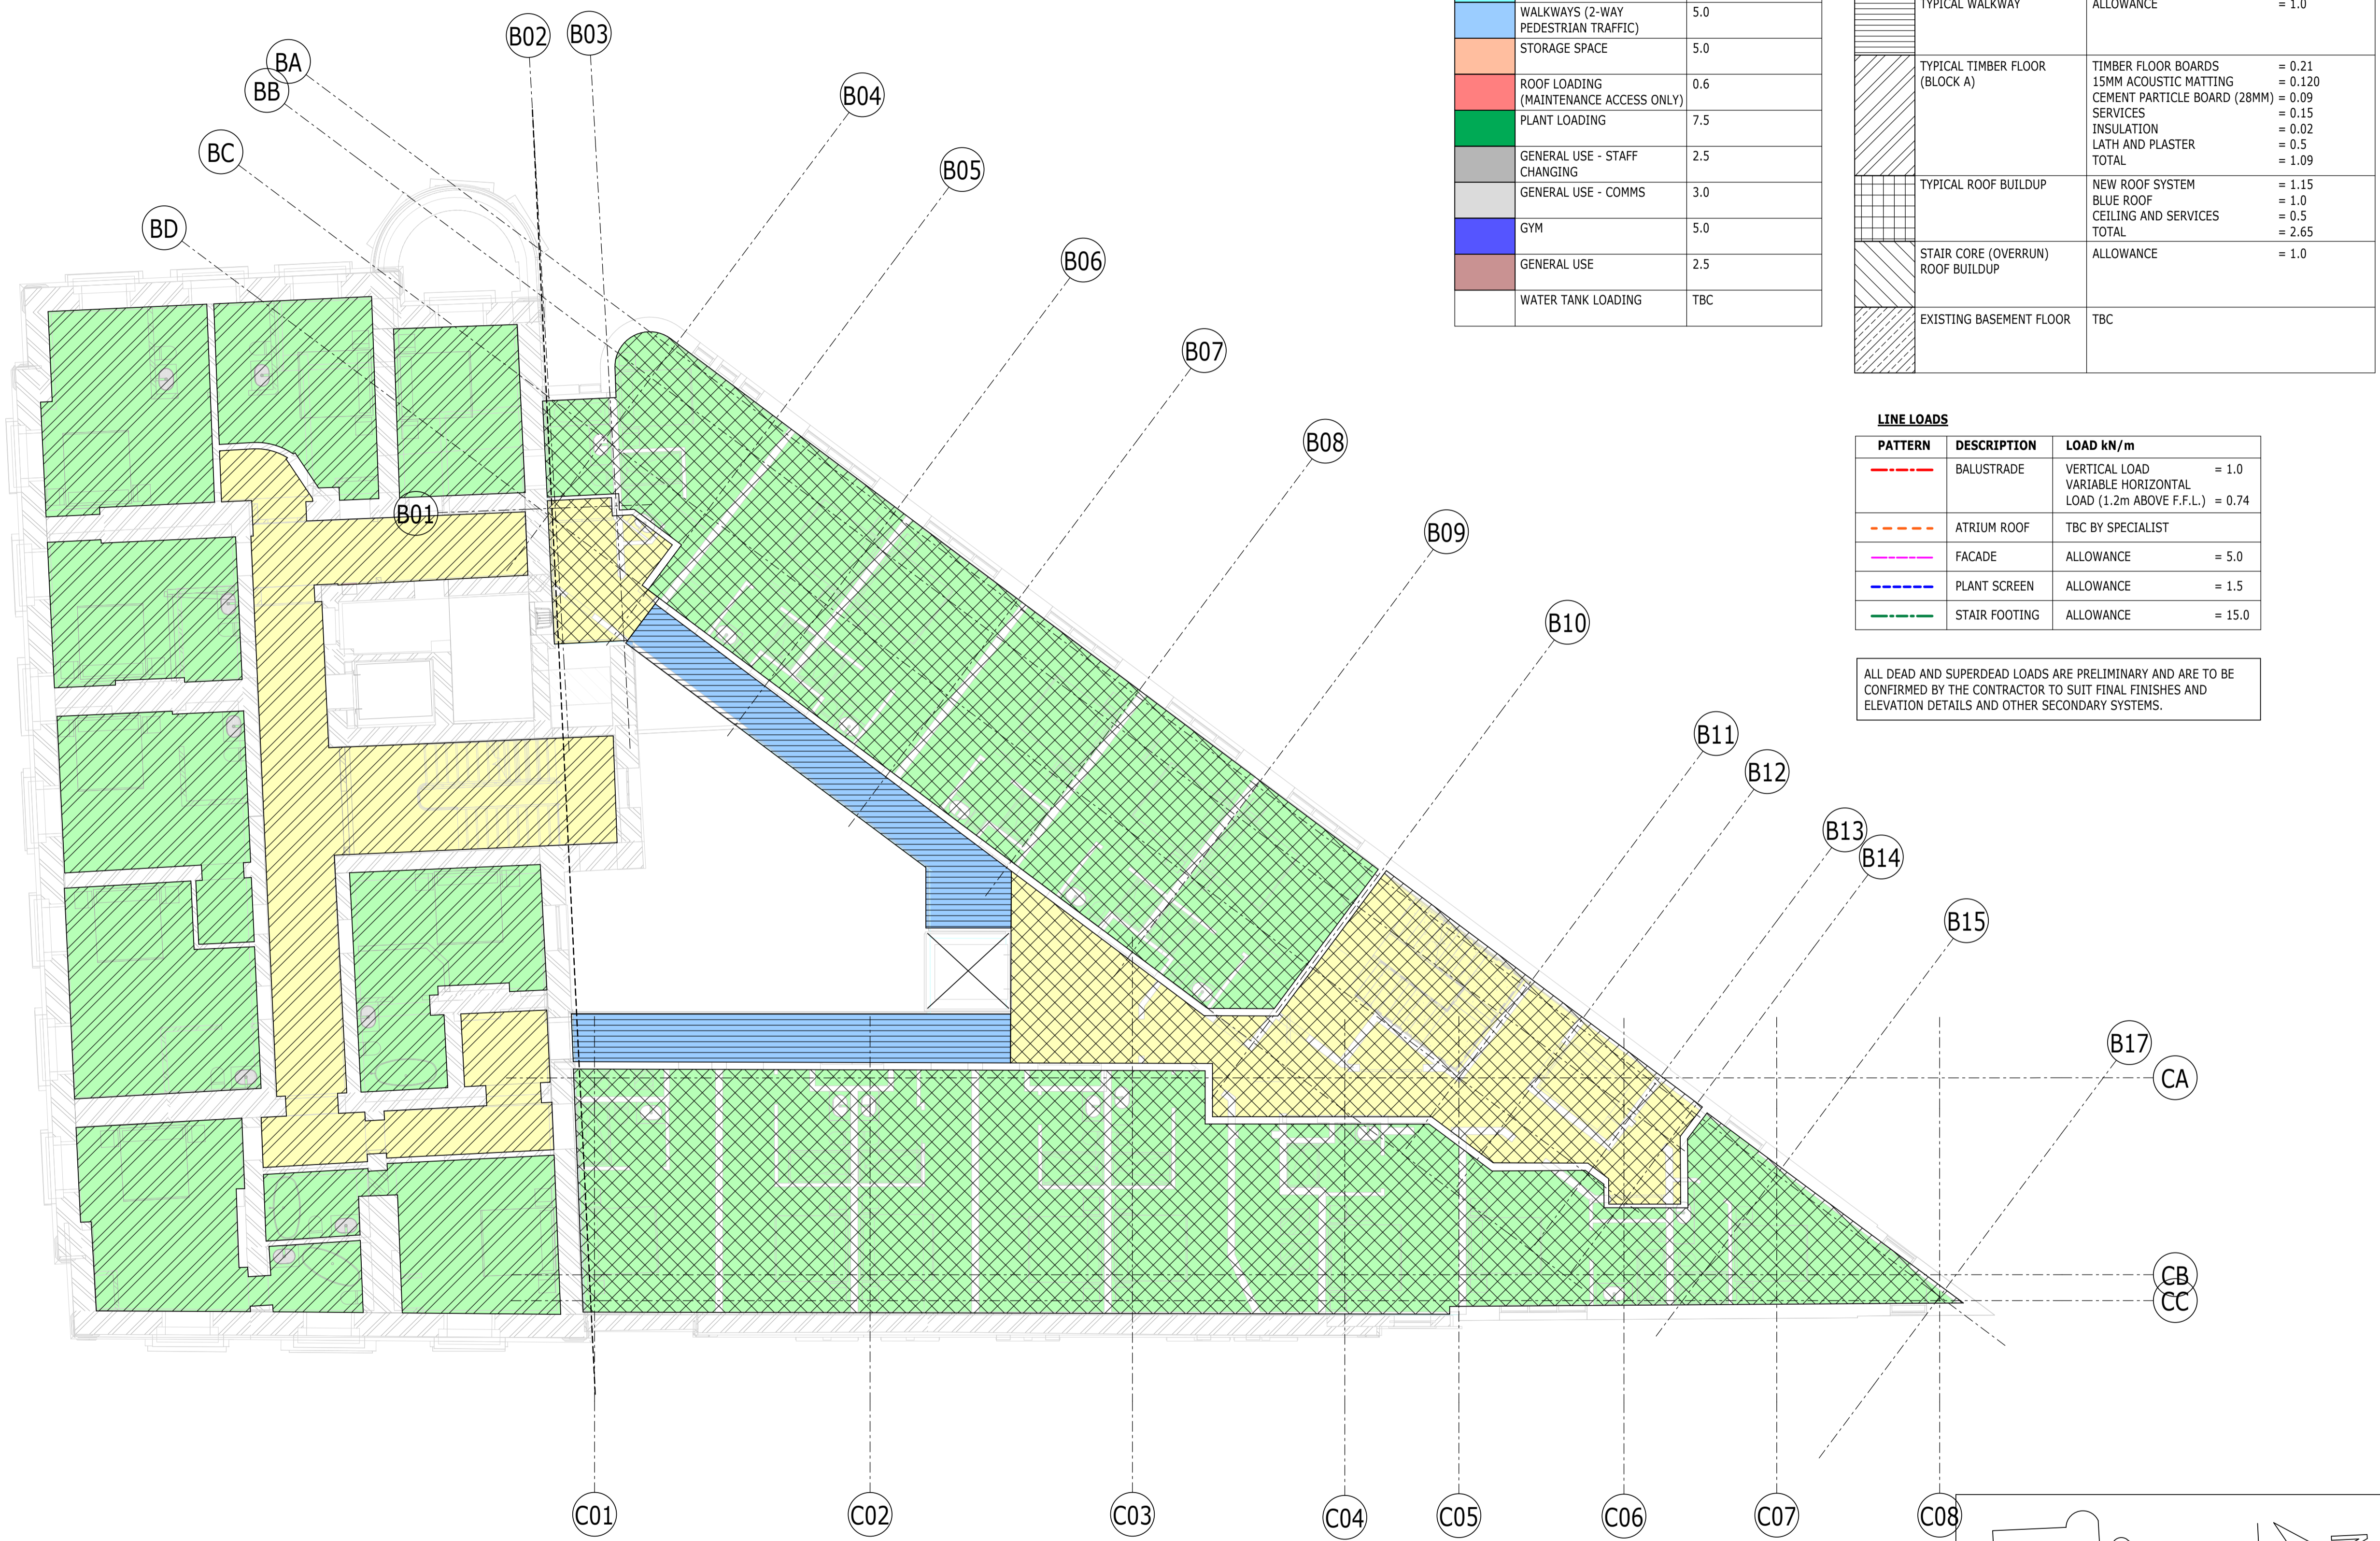 WALKWAYS (2-WAY
PEDESTRIAN TRAFFIC) 5.0
STORAGE SPACE 5.0
ROOF LOADING
(MAINTENANCE ACCESS ONLY) 0.6
PLANT LOADING 7.5
GENERAL USE - STAFF
CHANGING 2.5
GENERAL USE - COMMS 3.0
GYM 5.0
GENERAL USE 2.5
WATER TANK LOADING TBC
TYPICAL WALKWAY ALLOWANCE = 1.0
TYPICAL TIMBER FLOOR
(BLOCK A)
TIMBER FLOOR BOARDS = 0.21
15MM ACOUSTIC MATTING = 0.120
CEMENT PARTICLE BOARD (28MM) = 0.09
SERVICES = 0.15
INSULATION = 0.02
LATH AND PLASTER = 0.5
TOTAL = 1.09
TYPICAL ROOF BUILDUP
NEW ROOF SYSTEM = 1.15
BLUE ROOF = 1.0
CEILING AND SERVICES = 0.5
TOTAL = 2.65
STAIR CORE (OVERRUN)
ROOF BUILDUP
ALLOWANCE = 1.0
EXISTING BASEMENT FLOOR TBC
LINE LOADS
PATTERN DESCRIPTION LOAD kN/m
BALUSTRADE
VERTICAL LOAD = 1.0
VARIABLE HORIZONTAL
LOAD (1.2m ABOVE F.F.L.) = 0.74
ATRIUM ROOF TBC BY SPECIALIST
FACADE ALLOWANCE = 5.0
PLANT SCREEN ALLOWANCE = 1.5
STAIR FOOTING ALLOWANCE = 15.0
ALL DEAD AND SUPERDEAD LOADS ARE PRELIMINARY AND ARE TO BE
CONFIRMED BY THE CONTRACTOR TO SUIT FINAL FINISHES AND
ELEVATION DETAILS AND OTHER SECONDARY SYSTEMS.
BA
BB
BC
BD
B01
B02
B03
B04
B05
B06
B07
B08
B09
B10
B11
B12
B13
B14
B15
B17
CA
CB
CC
C01
C02
C03
C04
C05
C06
C07
C08